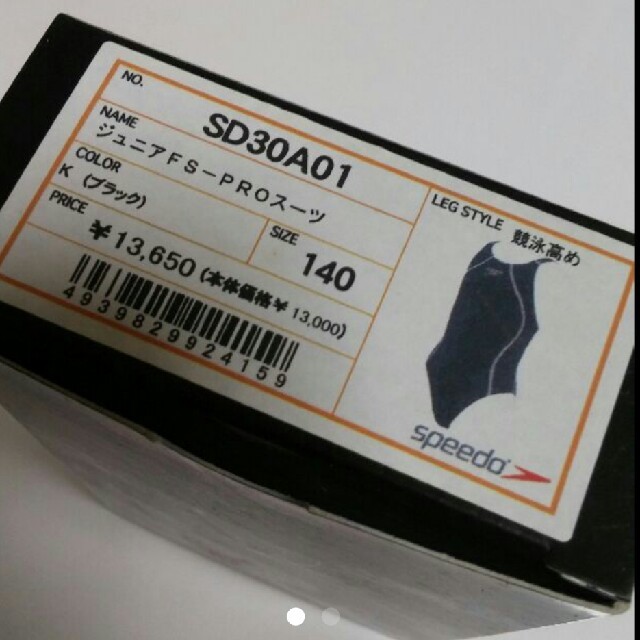 NO.
SD30A01
NAME
ジュニアFS-PROスーツ
COLOR
K (ブラック)
SIZE
140
PRICE
¥13,650(本体価格¥ 13,000)
4939829924159
LEG STYLE 競泳高め
speedo